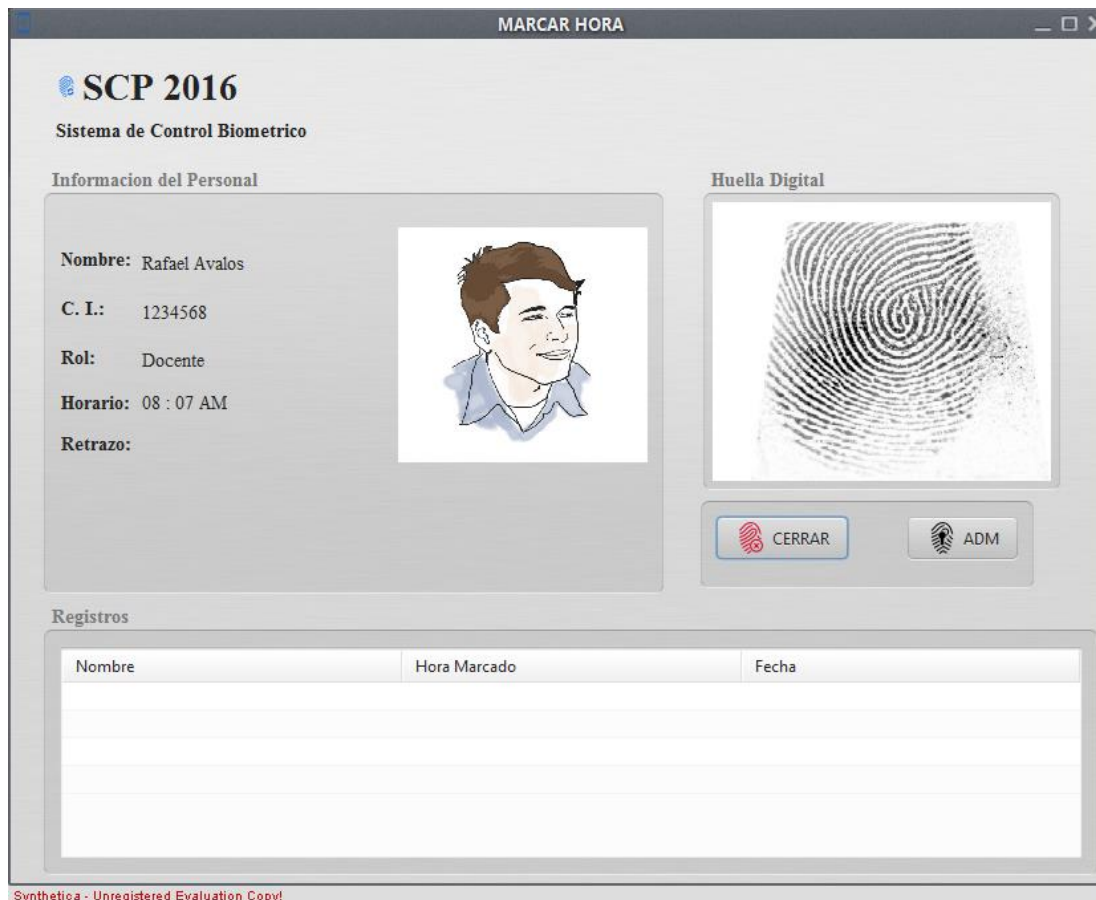 MARCAR HORA
SCP 2016
Sistema de Control Biometrico
Informacion del Personal
Nombre: Rafael Avalos
C. I.: 1234568
Rol: Docente
Horario: 08 : 07 AM
Retrazo:
Huella Digital
CERRAR
ADM
Registros
Nombre Hora Marcado Fecha
Synthetica - Unregistered Evaluation Copy!